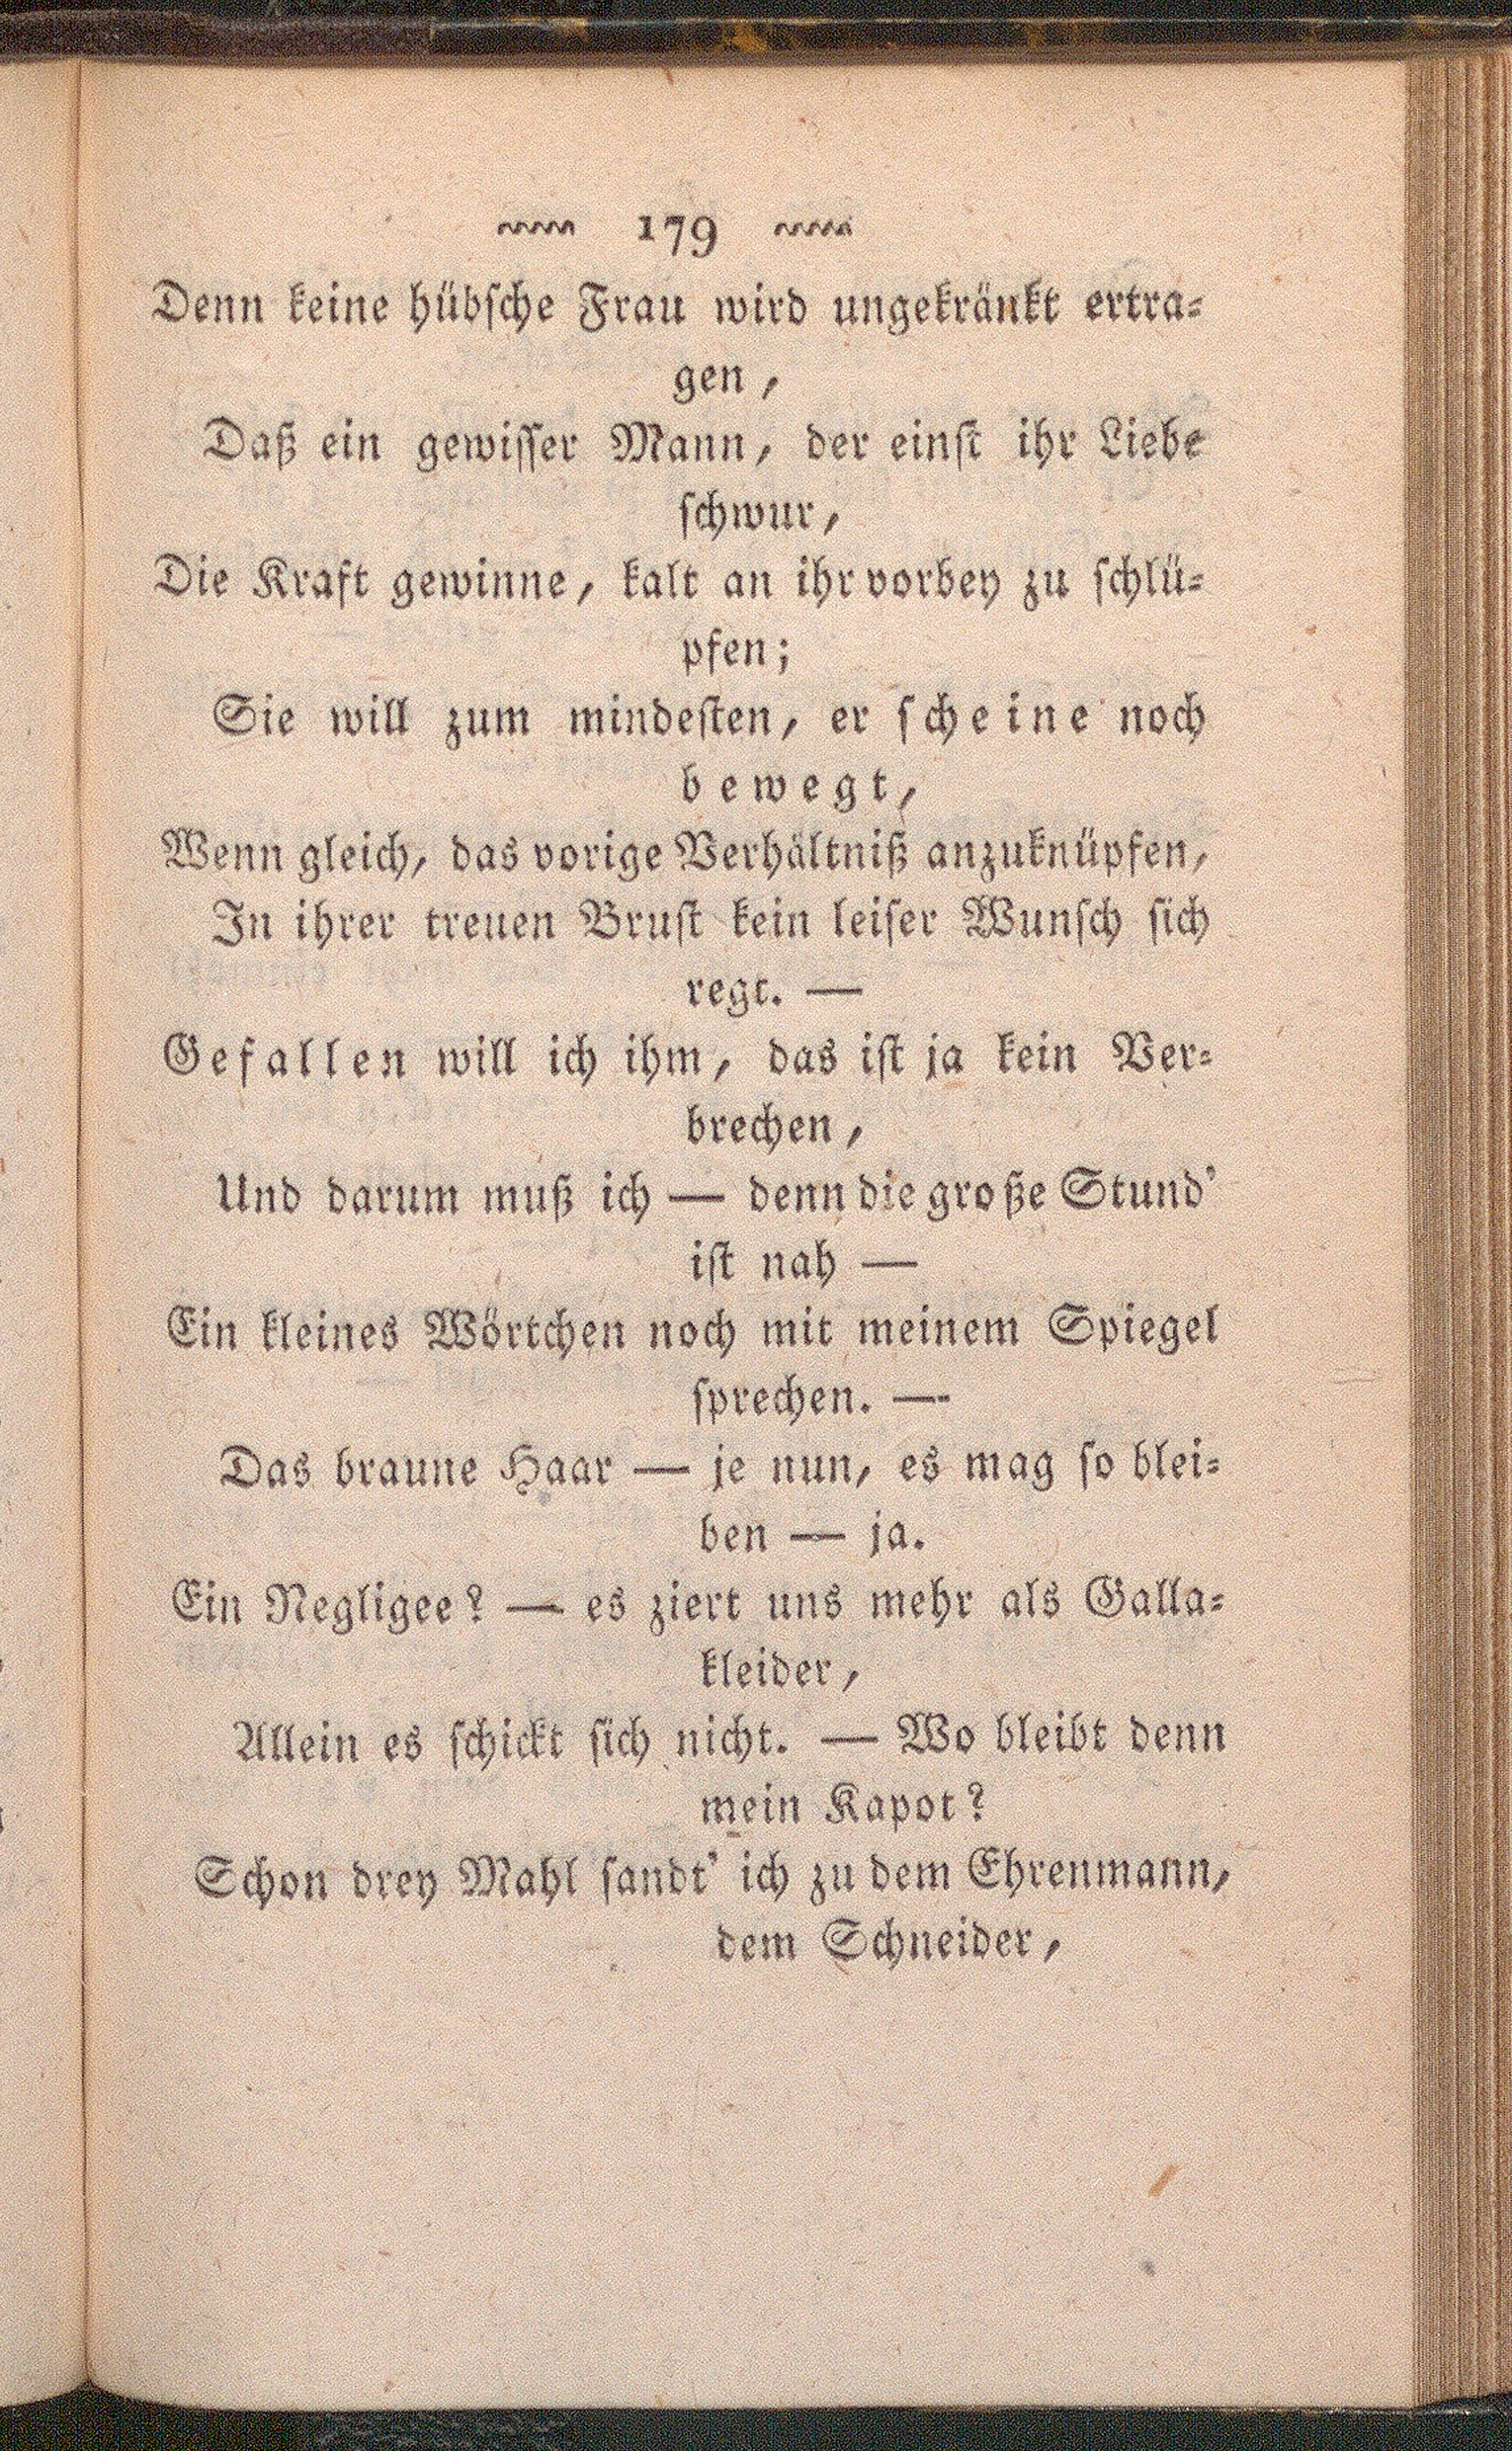 179
Denn keine hübsche Frau wird ungekränkt ertra-
gen,
Daß ein gewisser Mann, der einst ihr Liebe
schwur,
Die Kraft gewinne, kalt an ihr vorbey zu schlü-
pfen;
Sie will zum mindesten, er scheine noch
bewegt,
Wenn gleich, das vorige Verhältniß anzuknüpfen,
In ihrer treuen Brust kein leiser Wunsch sich
regt. —
Gefallen will ich ihm, das ist ja kein Ver-
brechen,
Und darum muß ich — denn die große Stund'
ist nah —
Ein kleines Wörtchen noch mit meinem Spiegel
sprechen. —
Das braune Haar — je nun, es mag so blei-
ben — ja.
Ein Negligee? — es ziert uns mehr als Galla-
kleider,
Allein es schickt sich nicht. — Wo bleibt denn
mein Kapot?
Schon drey Mahl sandt' ich zu dem Ehrenmann,
dem Schneider,